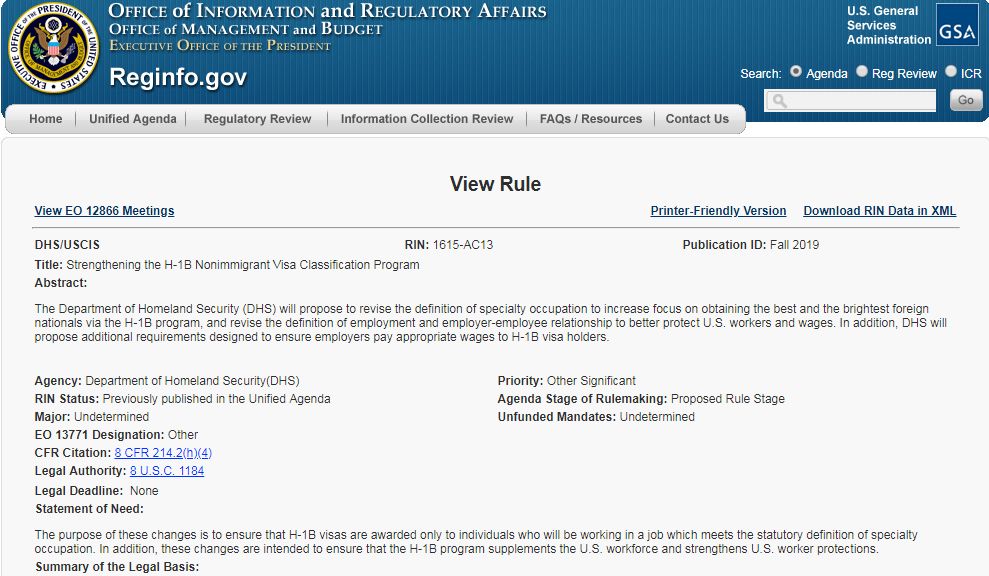 OFFICE OF INFORMATION AND REGULATORY AFFAIRS
OFFICE OF MANAGEMENT AND BUDGET
EXECUTIVE OFFICE OF THE PRESIDENT
Reginfo.gov
U.S. General
Services
Administration
GSA
Search: Agenda Reg Review ICR
Go
Home Unified Agenda Regulatory Review Information Collection Review FAQs / Resources Contact Us
View Rule
View EO 12866 Meetings Printer-Friendly Version Download RIN Data in XML
DHS/USCIS RIN: 1615-AC13 Publication ID: Fall 2019
Title: Strengthening the H-1B Nonimmigrant Visa Classification Program
Abstract:
The Department of Homeland Security (DHS) will propose to revise the definition of specialty occupation to increase focus on obtaining the best and the brightest foreign
nationals via the H-1B program, and revise the definition of employment and employer-employee relationship to better protect U.S. workers and wages. In addition, DHS will
propose additional requirements designed to ensure employers pay appropriate wages to H-1B visa holders.
Agency: Department of Homeland Security(DHS) Priority: Other Significant
RIN Status: Previously published in the Unified Agenda Agenda Stage of Rulemaking: Proposed Rule Stage
Major: Undetermined Unfunded Mandates: Undetermined
EO 13771 Designation: Other
CFR Citation: 8 CFR 214.2(h)(4)
Legal Authority: 8 U.S.C. 1184
Legal Deadline: None
Statement of Need:
The purpose of these changes is to ensure that H-1B visas are awarded only to individuals who will be working in a job which meets the statutory definition of specialty
occupation. In addition, these changes are intended to ensure that the H-1B program supplements the U.S. workforce and strengthens U.S. worker protections.
Summary of the Legal Basis: